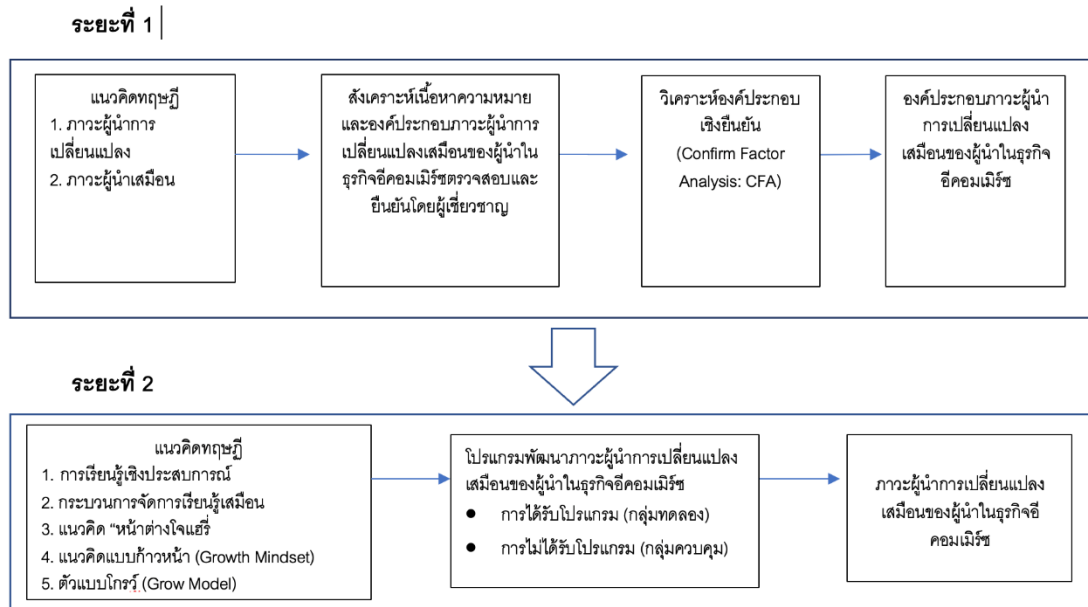 ระยะที่ 1
แนวคิดทฤษฎี
1. ภาวะผู้นำการ
เปลี่ยนแปลง
2. ภาวะผู้นำเสมือน
สังเคราะห์เนื้อหาความหมาย
และองค์ประกอบภาวะผู้นำการ
เปลี่ยนแปลงเสมือนของผู้นำใน
ธุรกิจอีคอมเมิร์ซตรวจสอบและ
ยืนยันโดยผู้เชี่ยวชาญ
วิเคราะห์องค์ประกอบ
เชิงยืนยัน
(Confirm Factor
Analysis: CFA)
องค์ประกอบภาวะผู้นำ
การเปลี่ยนแปลง
เสมือนของผู้นำในธุรกิจ
อีคอมเมิร์ซ
ระยะที่ 2
แนวคิดทฤษฎี
1. การเรียนรู้เชิงประสบการณ์
2. กระบวนการจัดการเรียนรู้เสมือน
3. แนวคิด “หน้าต่างโจแฮรี่
4. แนวคิดแบบก้าวหน้า (Growth Mindset)
5. ตัวแบบโกรว์ (Grow Model)
โปรแกรมพัฒนาภาวะผู้นำการเปลี่ยนแปลง
เสมือนของผู้นำในธุรกิจอีคอมเมิร์ซ
● การได้รับโปรแกรม (กลุ่มทดลอง)
● การไม่ได้รับโปรแกรม (กลุ่มควบคุม)
ภาวะผู้นำการเปลี่ยนแปลง
เสมือนของผู้นำในธุรกิจอี
คอมเมิร์ซ